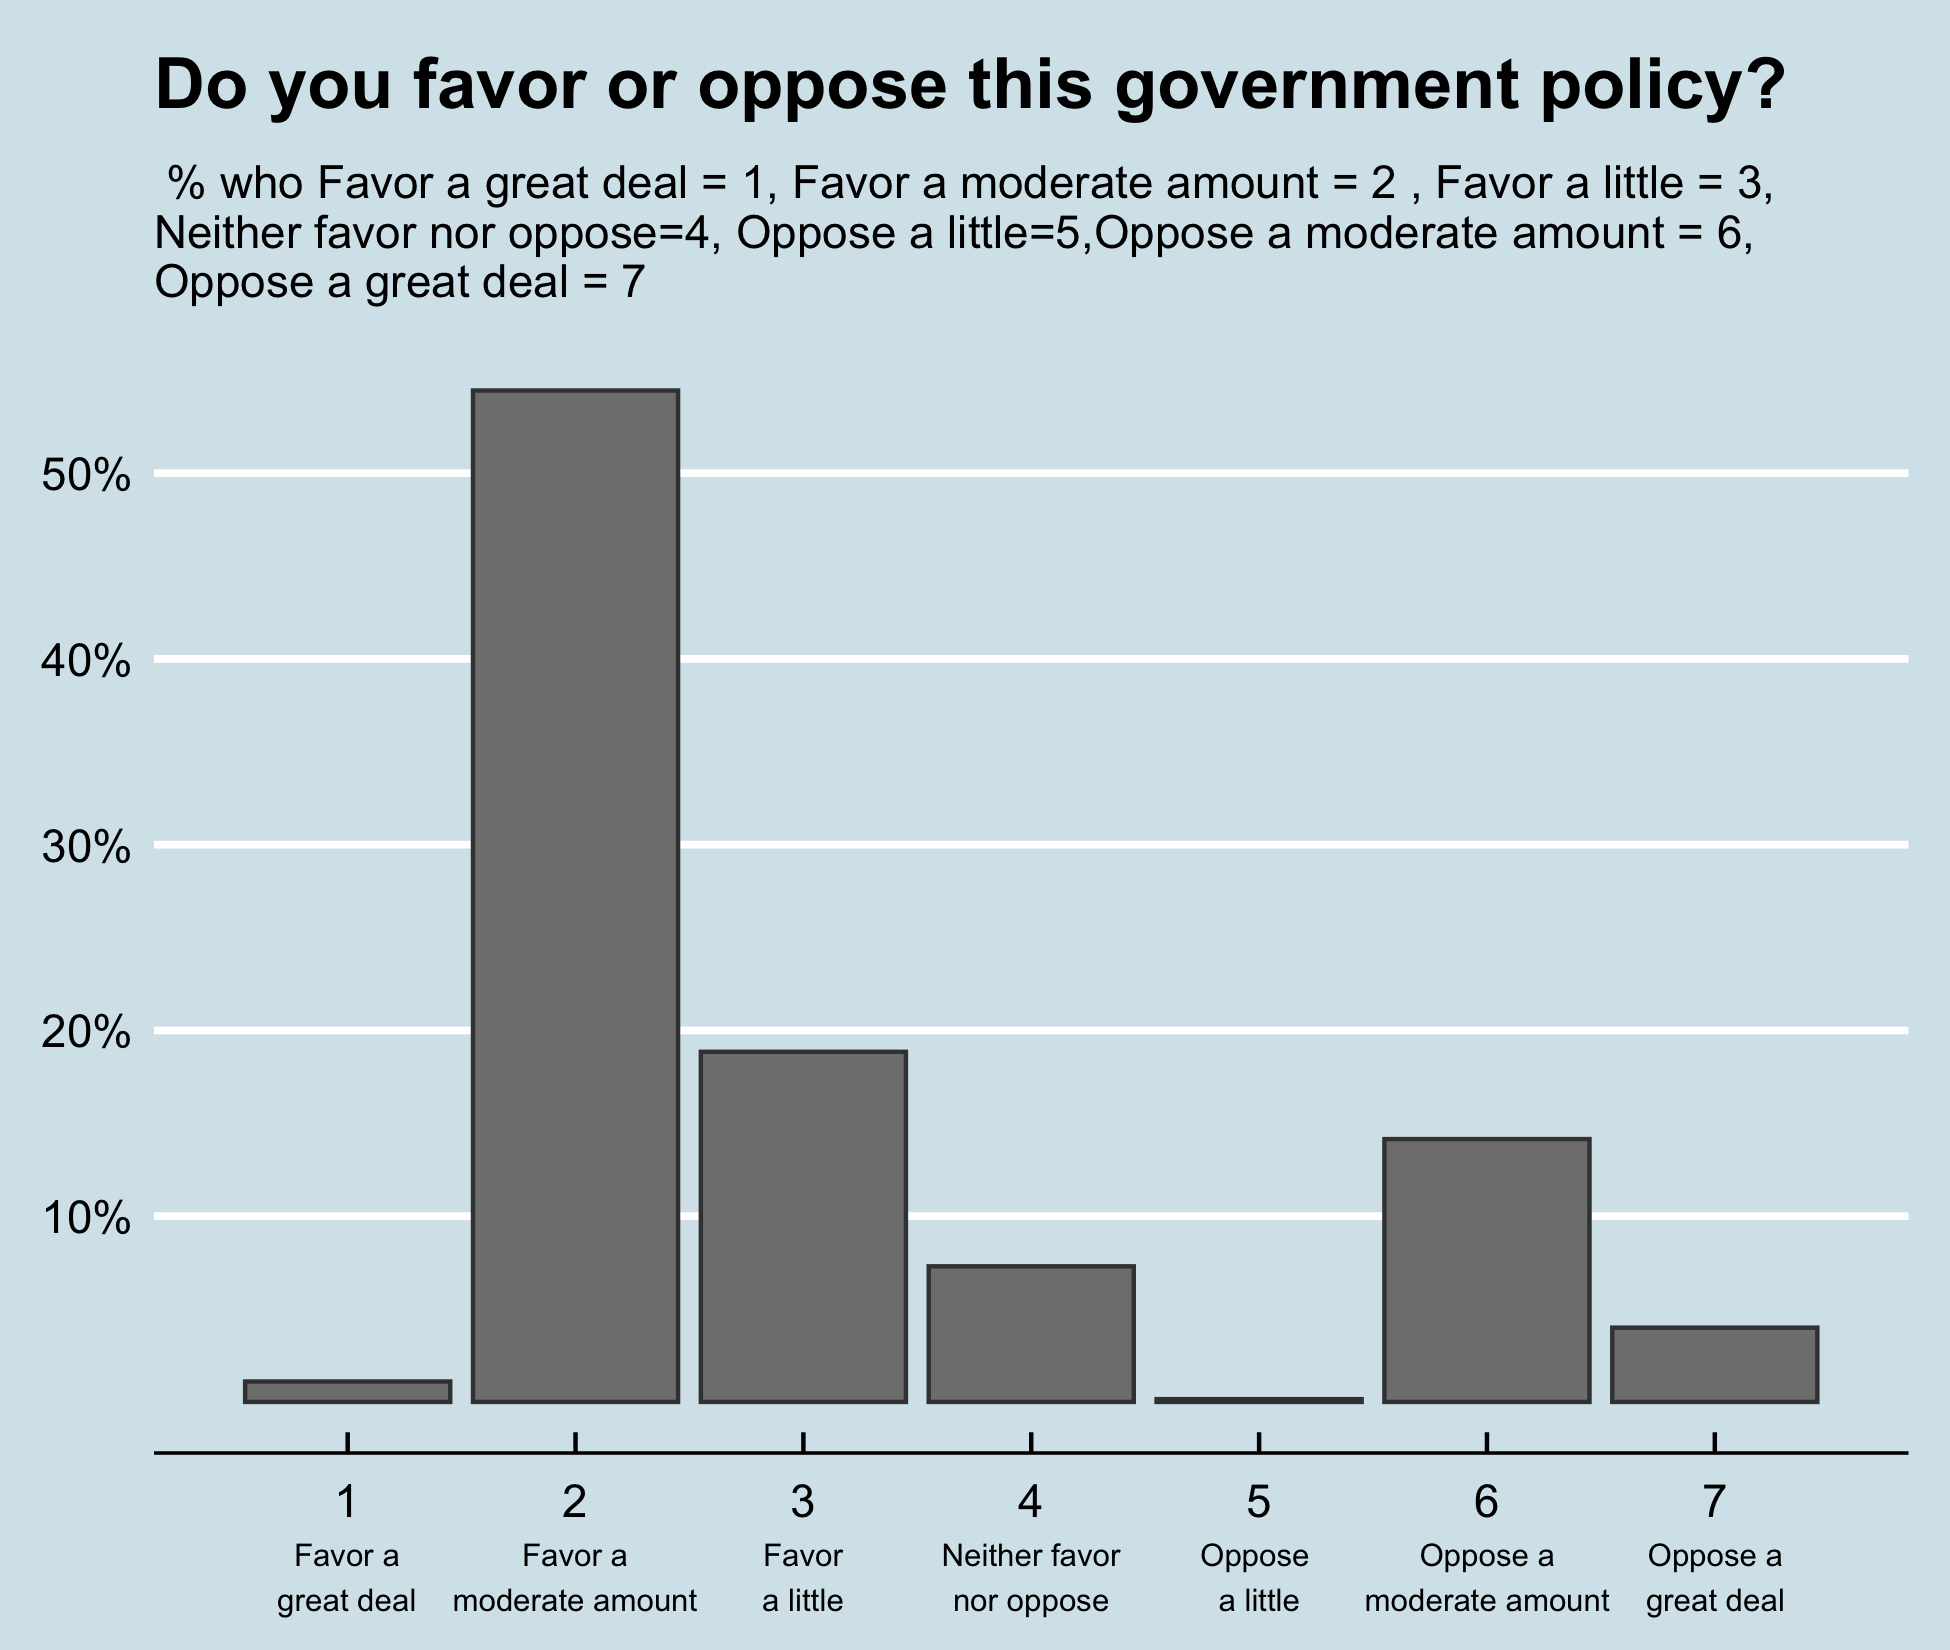 Do you favor or oppose this government policy?
% who Favor a great deal = 1, Favor a moderate amount = 2 , Favor a little = 3,
Neither favor nor oppose=4, Oppose a little=5,Oppose a moderate amount = 6,
Oppose a great deal = 7
50%
40%
30%
20%
10%
1 2 3 4 5 6 7
Favor a Favor a Favor Neither favor Oppose Oppose a Oppose a
great deal moderate amount a little nor oppose a little moderate amount great deal